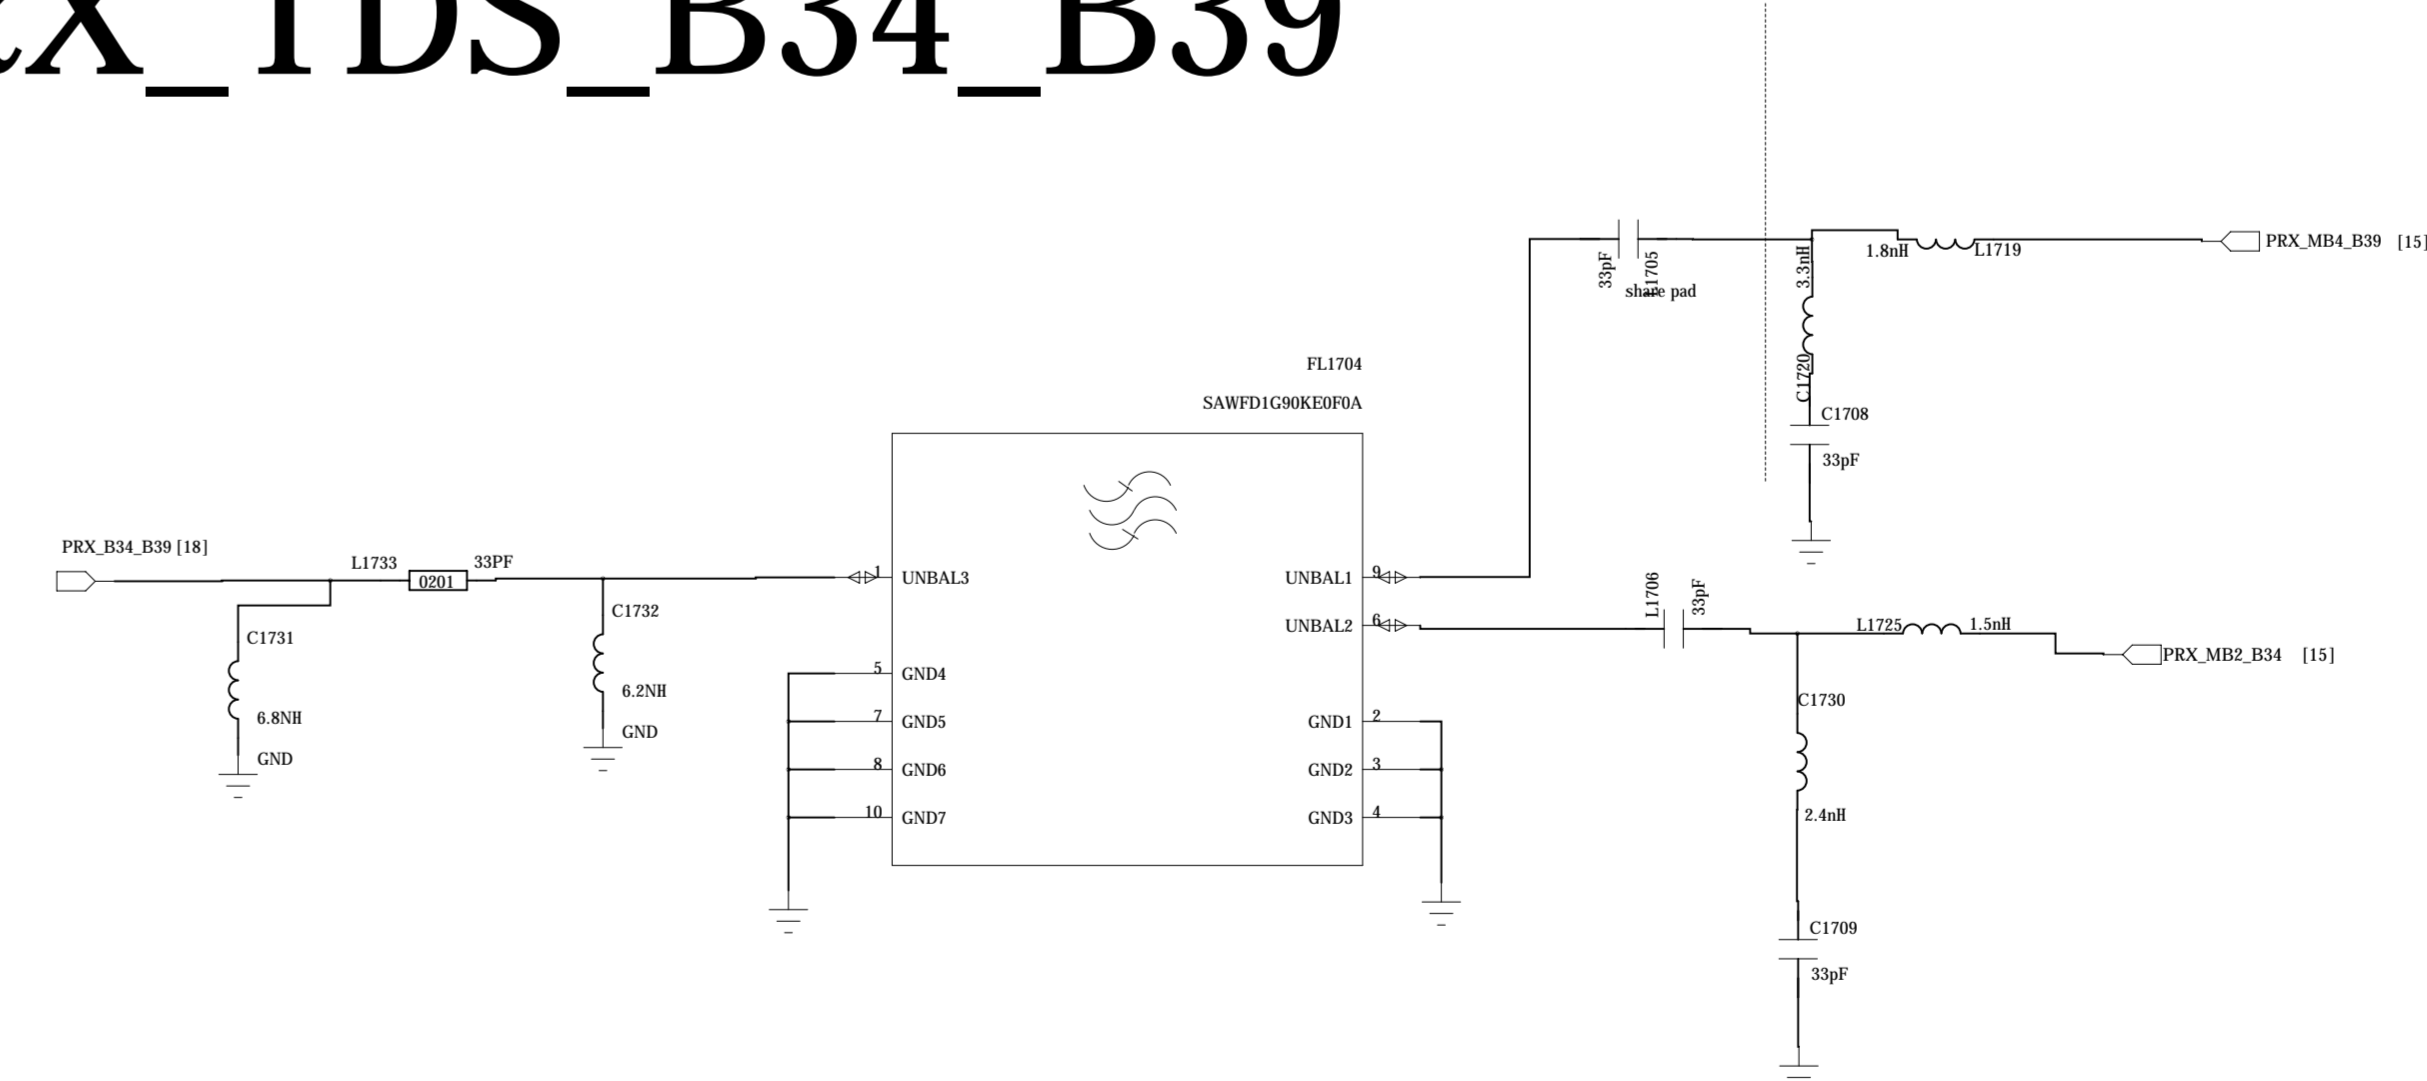 X_TDS_B34_B39
33pF
L1705
share pad
3.3nH
1.8nH
L1719
PRX_MB4_B39 [15]
C1720
C1708
33pF
FL1704
SAWFD1G90KE0F0A
PRX_B34_B39 [18]
L1733
0201
33PF
C1731
6.8NH
GND
C1732
6.2NH
GND
1
UNBAL3
5
GND4
7
GND5
8
GND6
10
GND7
UNBAL1
9
UNBAL2
6
GND1
2
GND2
3
GND3
4
L1706
33pF
L1725
1.5nH
PRX_MB2_B34 [15]
C1730
2.4nH
C1709
33pF